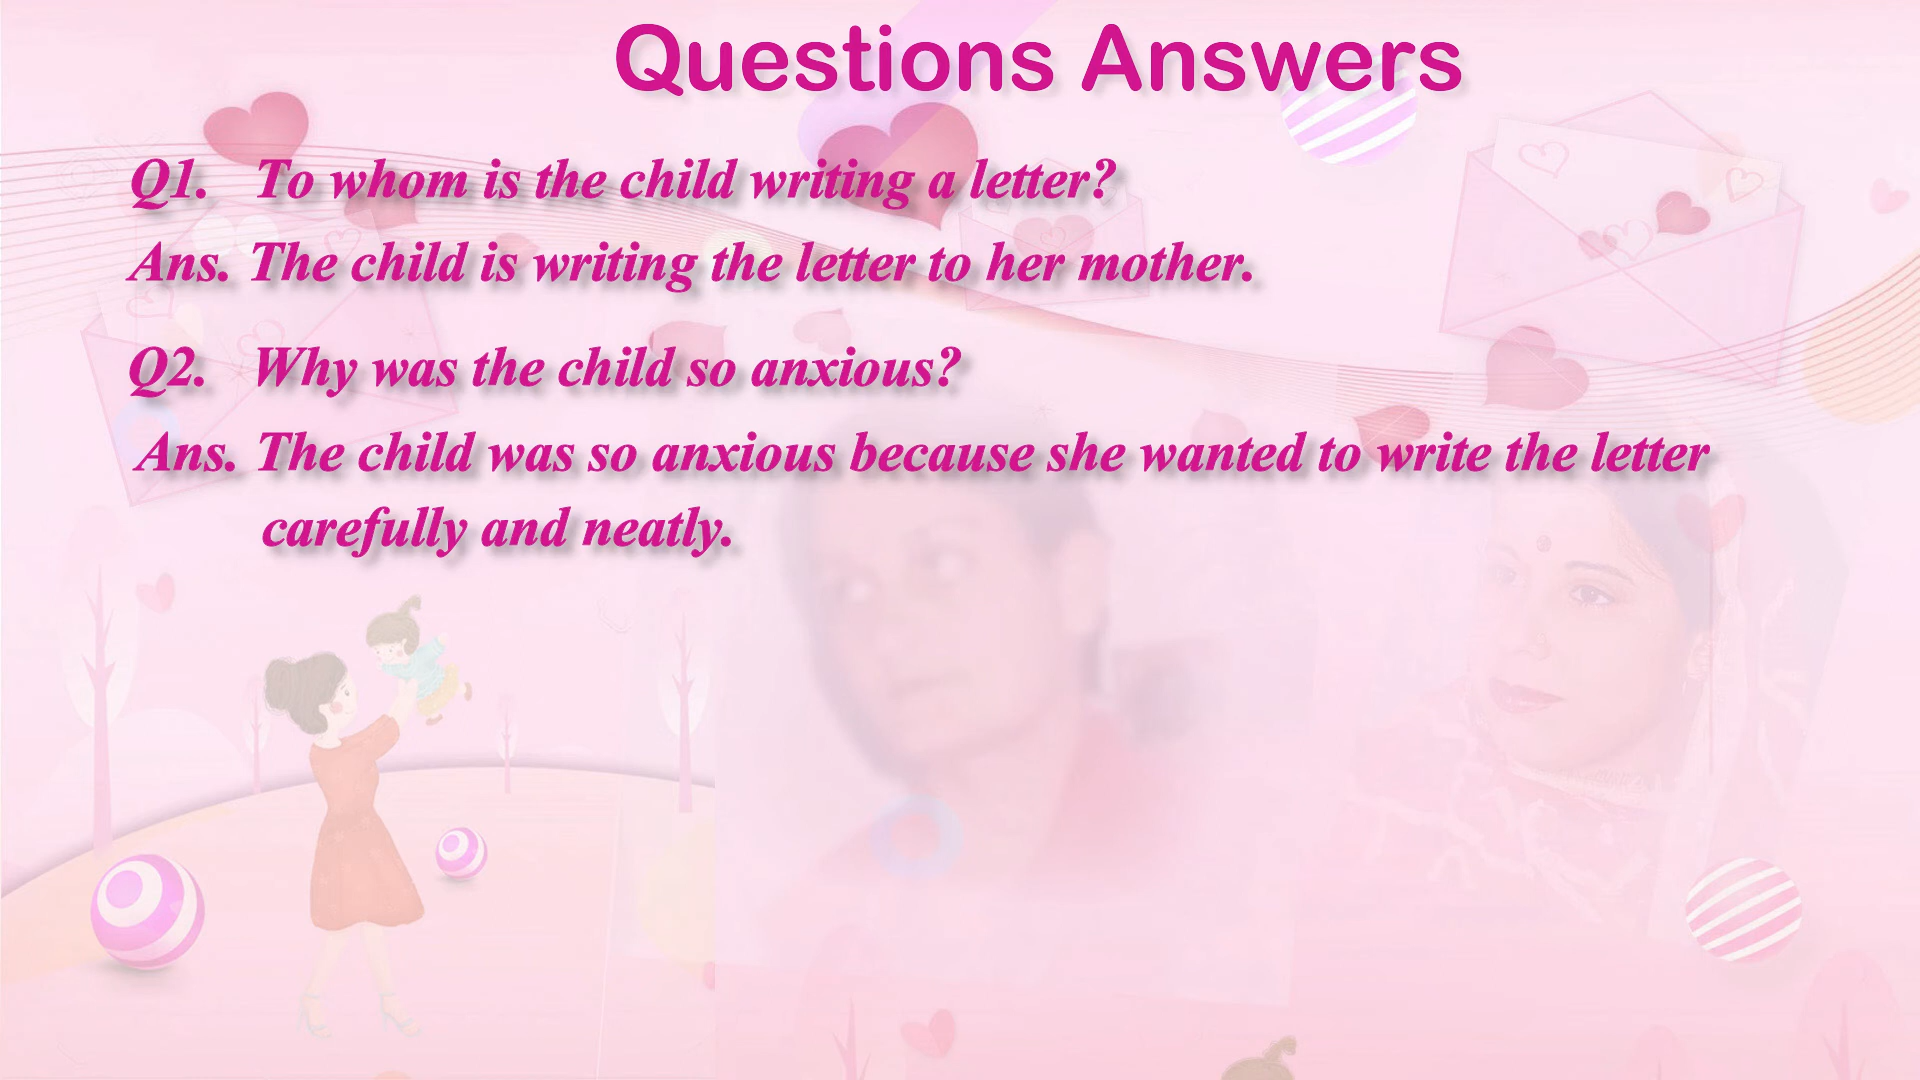 Questions Answers
Q1. To whom is the child writing a letter?
Ans. The child is writing the letter to her mother.
Q2. Why was the child so anxious?
Ans. The child was so anxious because she wanted to write the letter
carefully and neatly.